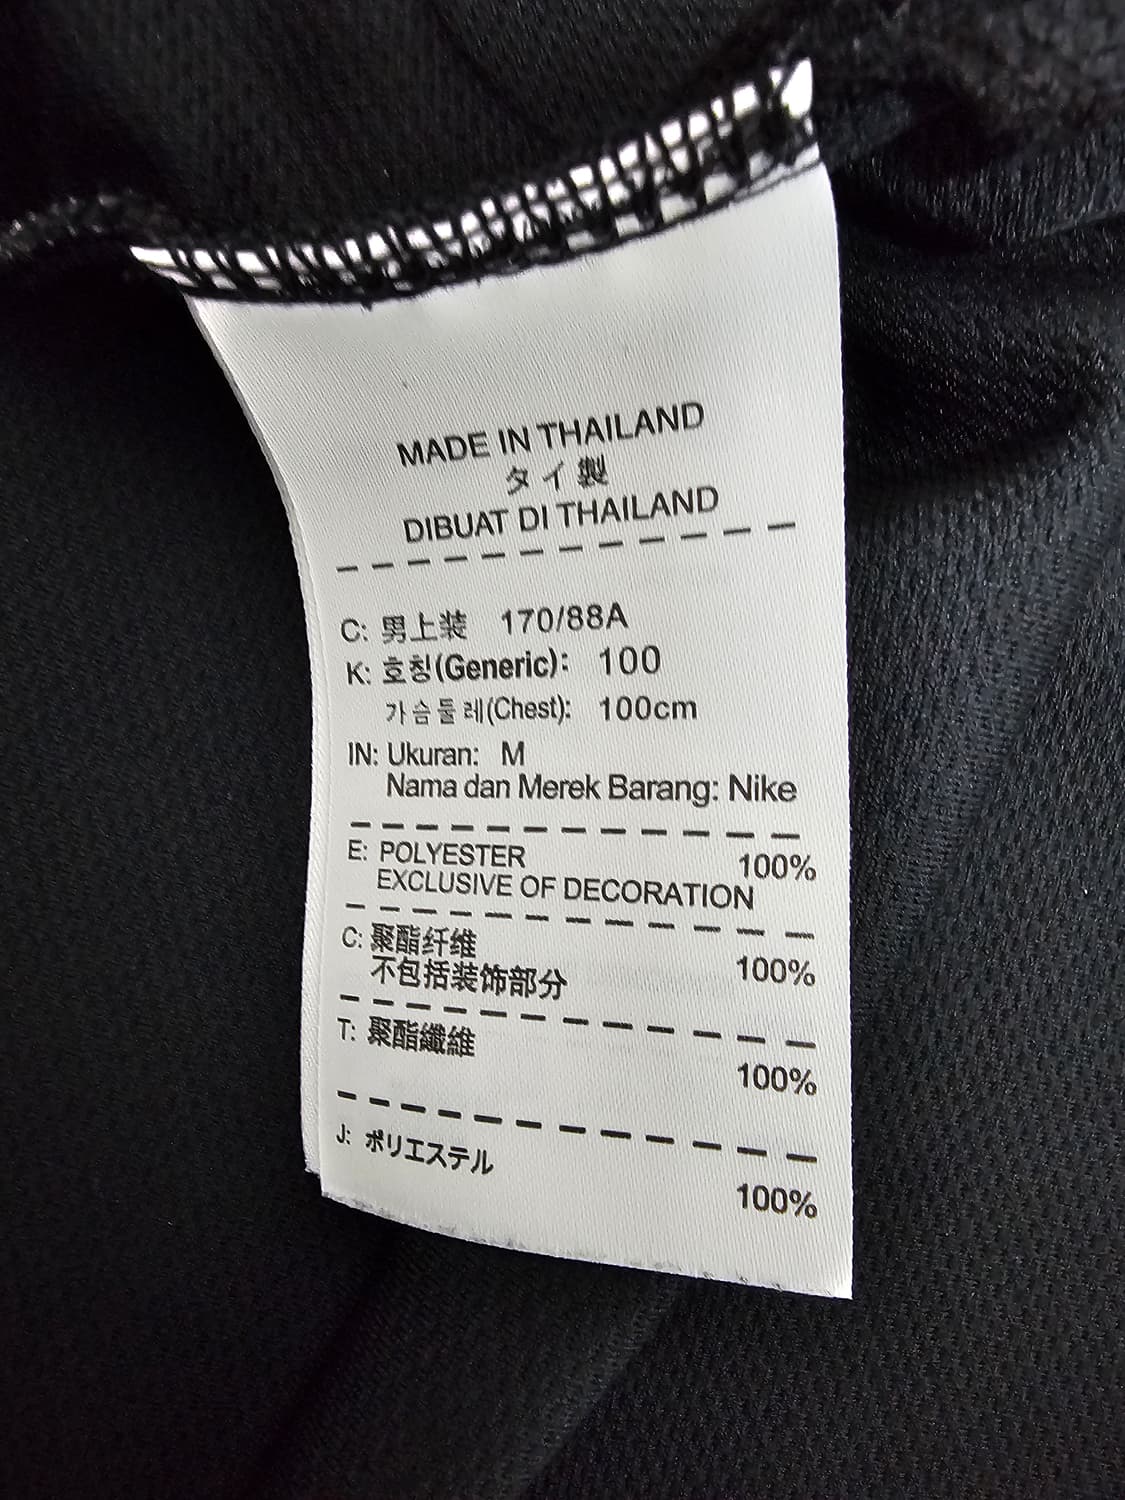 MADE IN THAILAND
タイ製
DIBUAT DI THAILAND
C: 男上装 170/88A
K: 호칭(Generic): 100
가슴둘레(Chest): 100cm
IN: Ukuran: M
Nama dan Merek Barang: Nike
E: POLYESTER 100%
EXCLUSIVE OF DECORATION
C: 聚酯纤维 100%
不包括装饰部分
T: 聚酯纖維 100%
J: ポリエステル 100%